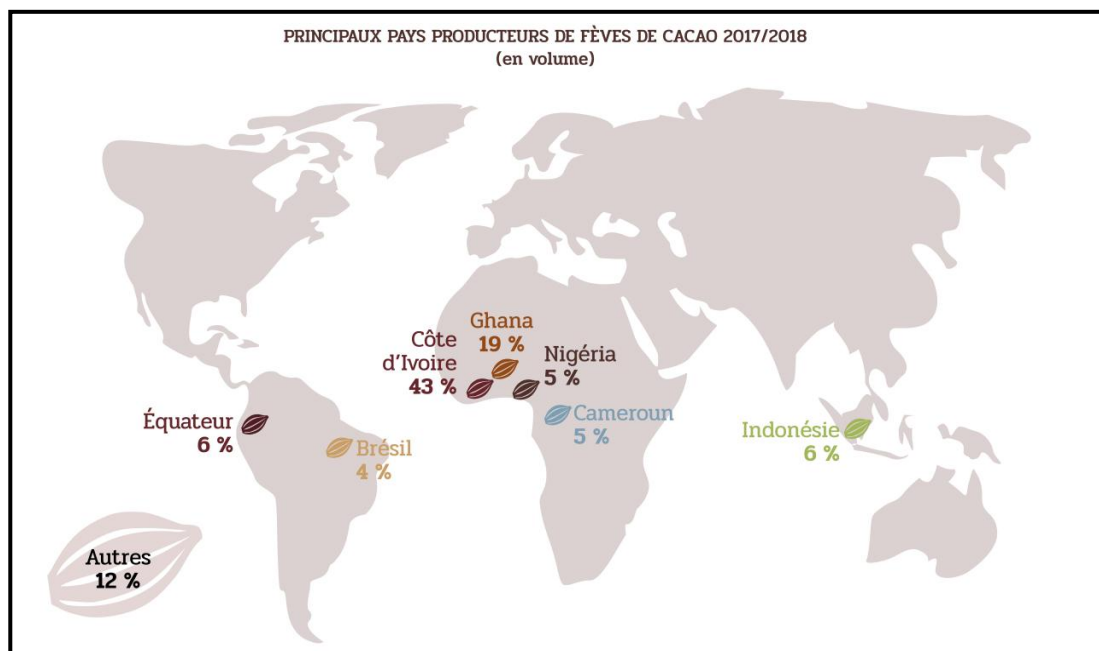 PRINCIPAUX PAYS PRODUCTEURS DE FÈVES DE CACAO 2017/2018
(en volume)
Ghana
19 %
Côte
d'Ivoire
43 %
Nigéria
5 %
Cameroun
5 %
Équateur
6 %
Brésil
4 %
Indonésie
6 %
Autres
12 %